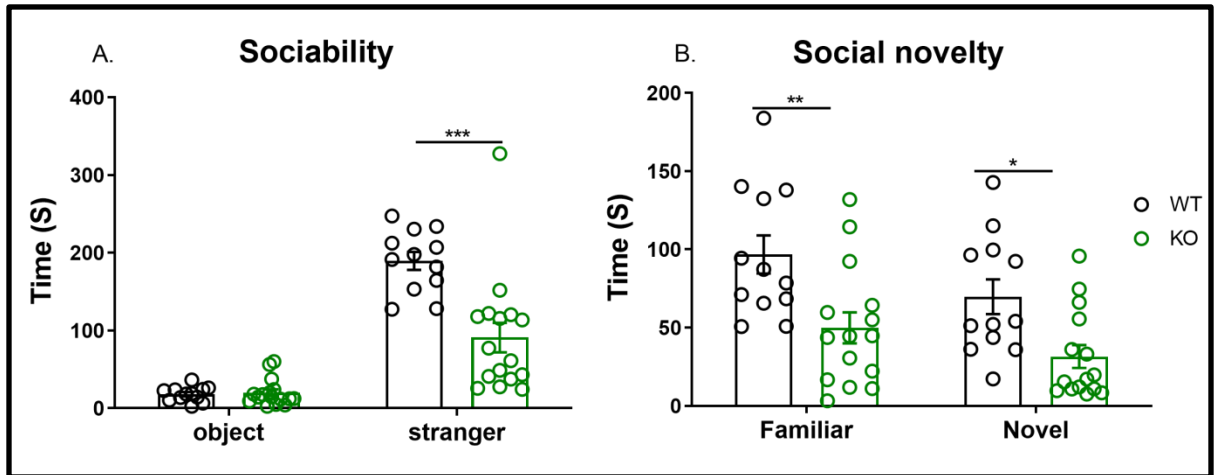 A. Sociability
Time (S)
400
300
200
100
0
***
object stranger
B. Social novelty
Time (S)
200
150
100
50
0
**
*
Familiar Novel
WT
KO